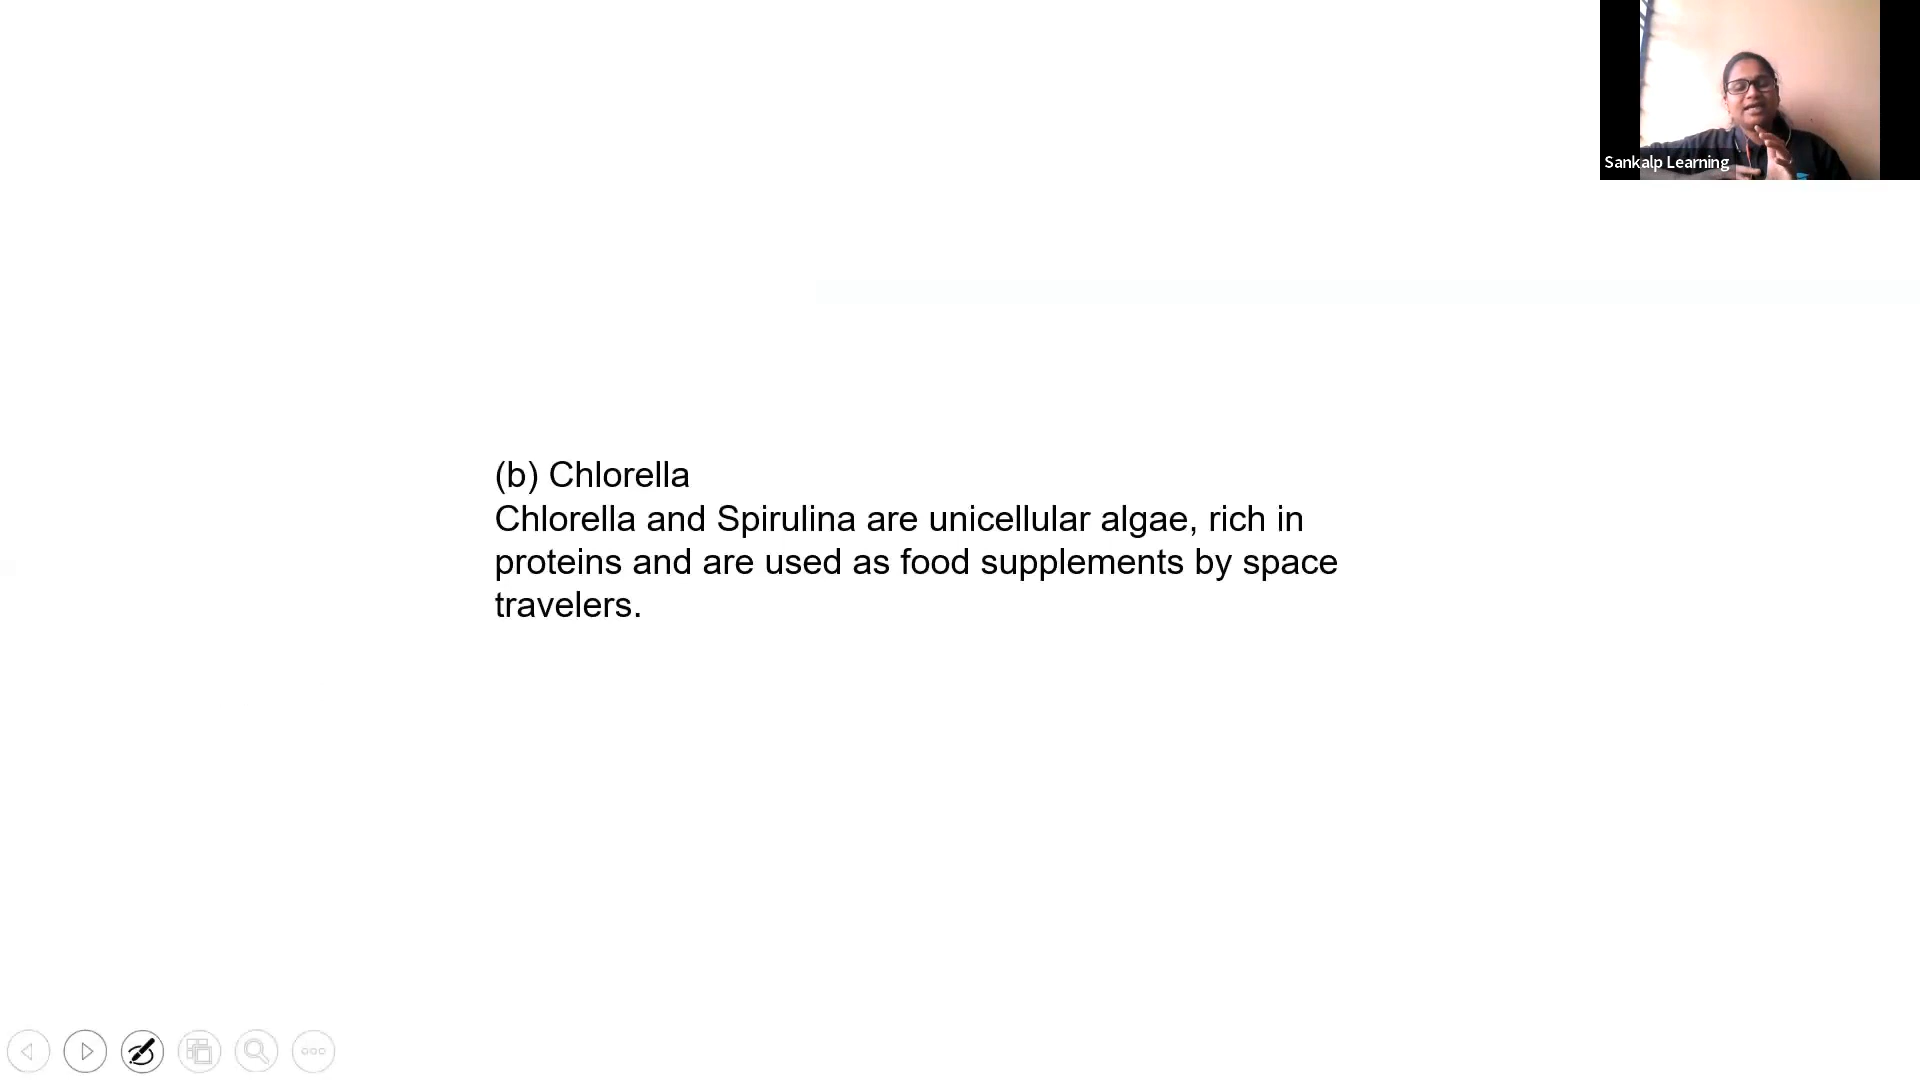 Sankalp Learning
(b) Chlorella
Chlorella and Spirulina are unicellular algae, rich in
proteins and are used as food supplements by space
travelers.